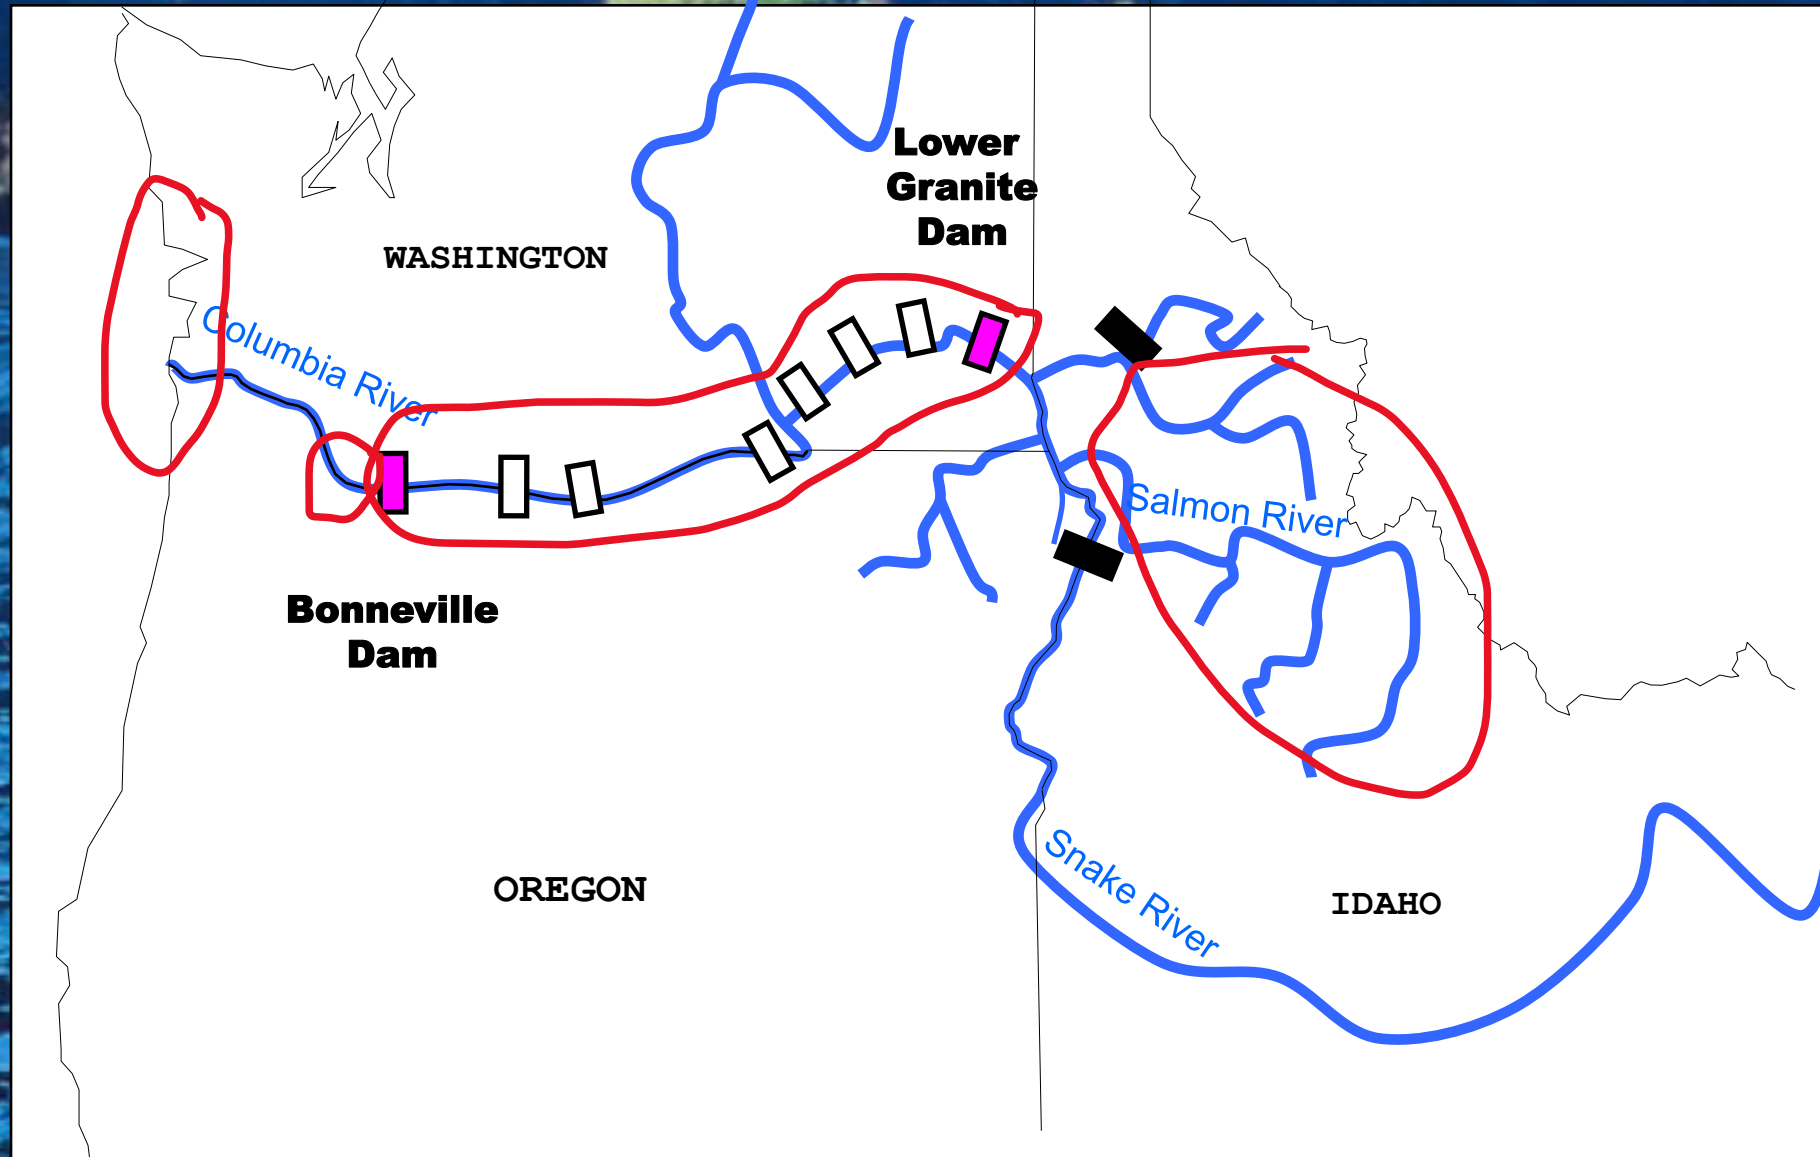 Lower
Granite
Dam
WASHINGTON
Columbia River
Salmon River
Bonneville
Dam
Snake River
OREGON
IDAHO